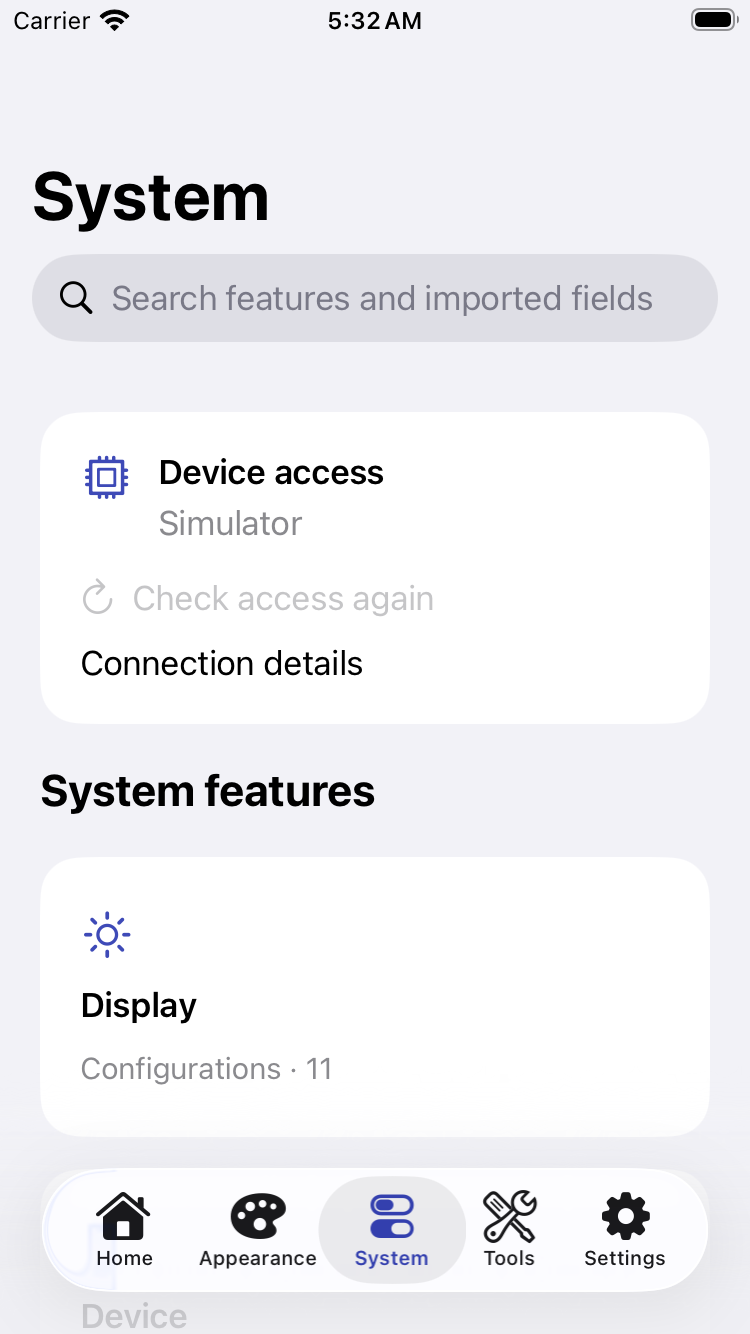 Carrier 5:32 AM
System
Search features and imported fields
Device access
Simulator
Check access again
Connection details
System features
Display
Configurations · 11
Home Appearance System Tools Settings
Device